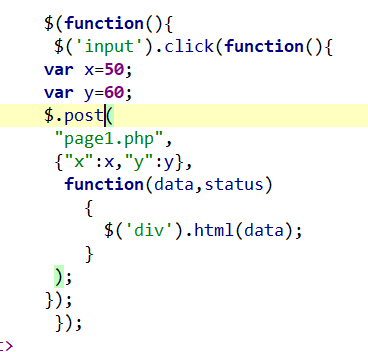 $(function(){
$('input').click(function(){
var x=50;
var y=60;
$.post(
"page1.php",
{"x":x,"y":y},
function(data,status)
{
$('div').html(data);
}
);
});
});
>